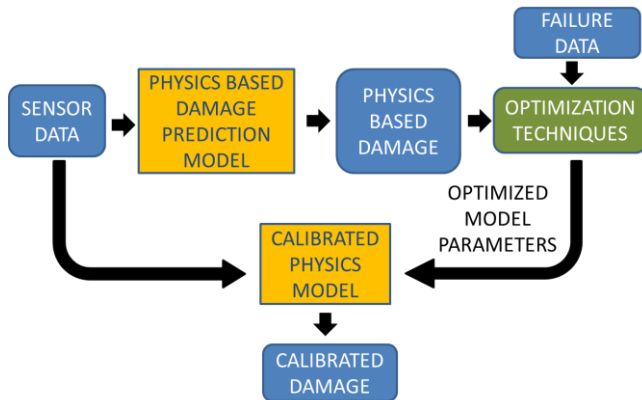 FAILURE
DATA
SENSOR
DATA
PHYSICS BASED
DAMAGE
PREDICTION
MODEL
PHYSICS
BASED
DAMAGE
OPTIMIZATION
TECHNIQUES
OPTIMIZED
MODEL
PARAMETERS
CALIBRATED
PHYSICS
MODEL
CALIBRATED
DAMAGE